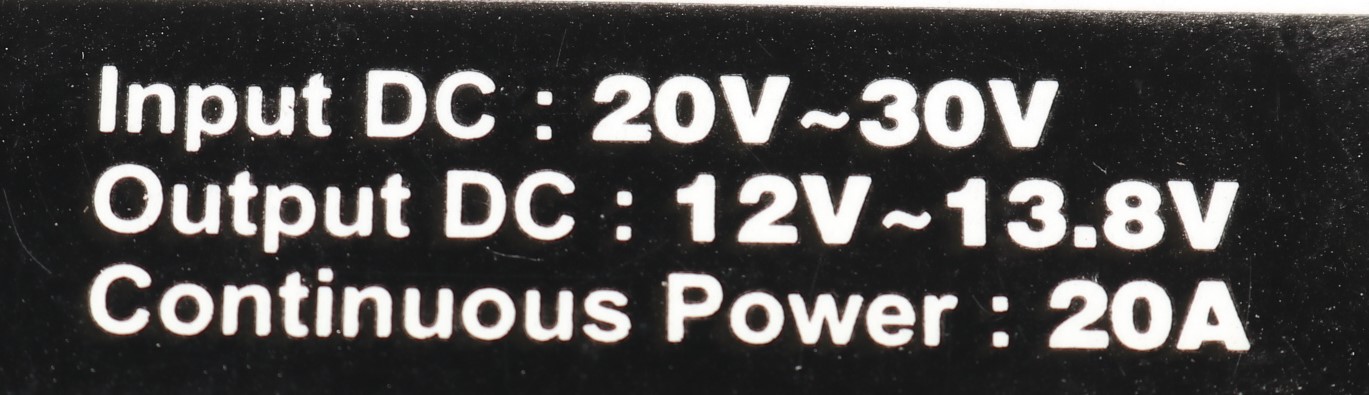 Input DC : 20V~30V
Output DC : 12V~13.8V
Continuous Power : 20A